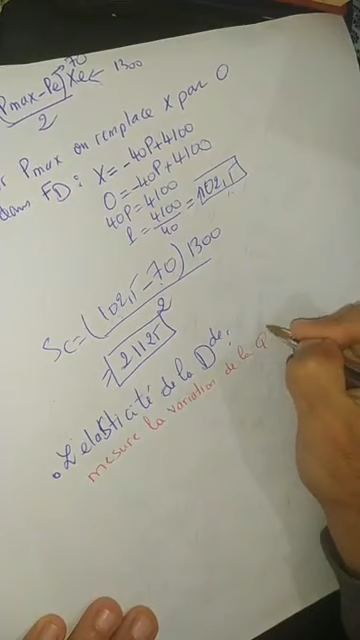 Pmax-Pe)Xe ← 1300
70
2
Pmax on remplace X par 0
dans FD: X = -40P+4100
0 = -40P+4100
40P = 4100
P = 4100/40 = 102,5
Sc = (102,5-70)1300
2
= 21125
. L'elasticité de la Dde:
mesure la variation de la Q